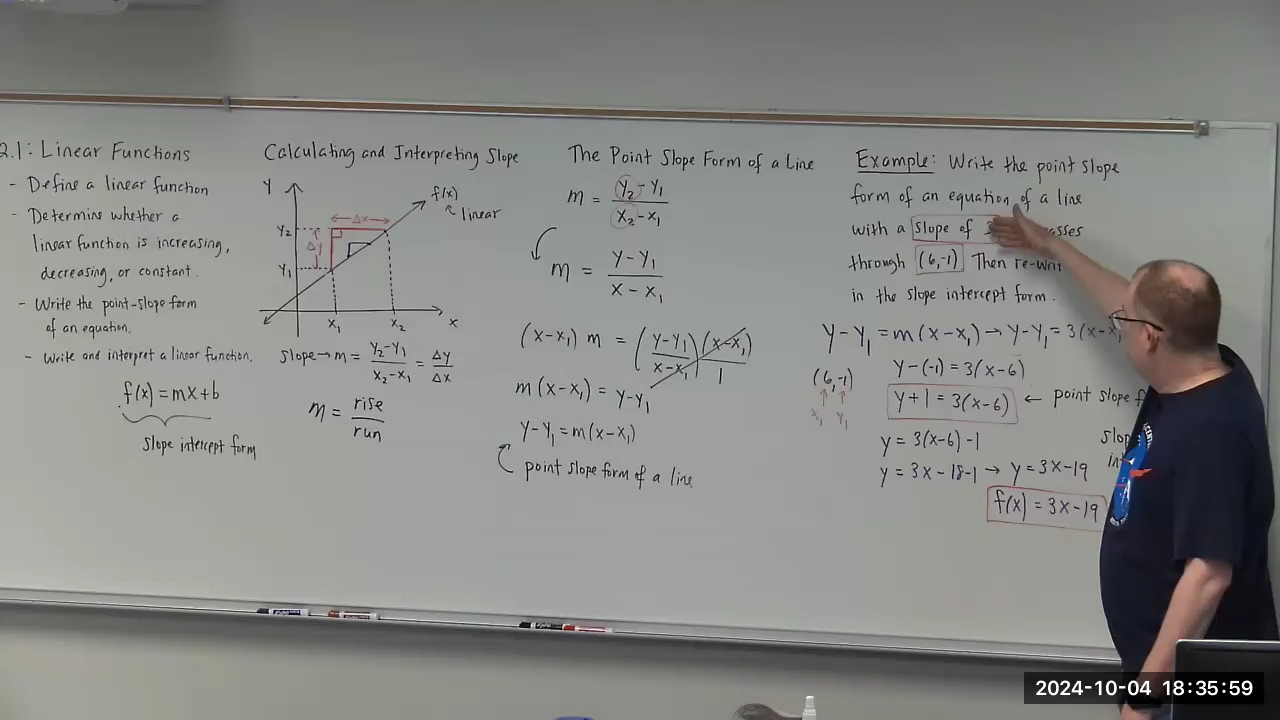 2.1: Linear Functions
- Define a linear function
- Determine whether a
linear function is increasing,
decreasing, or constant.
- Write the point-slope form
of an equation.
- Write and interpret a linear function.
f(x) = mx + b
Slope intercept form
Calculating and Interpreting Slope
y
f(x)
linear
Δx
y₂
Δy
y₁
x₁ x₂ x
Slope → m = (y₂-y₁)/(x₂-x₁) = Δy/Δx
m = rise/run
The Point Slope Form of a Line
m = (y₂-y₁)/(x₂-x₁)
m = (y-y₁)/(x-x₁)
(x-x₁) m = ((y-y₁)/(x-x₁)) (x-x₁)/1
m(x-x₁) = y-y₁
y-y₁ = m(x-x₁)
point slope form of a line
Example: Write the point slope
form of an equation of a line
with a slope of
through (6,-1) Then re-
in the slope intercept form.
y-y₁ = m(x-x₁) → y-y₁ = 3(x-x₁
y-(-1) = 3(x-6)
(6,-1)
x₁ y₁
y+1 = 3(x-6) ← point slope
y = 3(x-6)-1
y = 3x-18-1 → y = 3x-19
f(x) = 3x-19
2024-10-04 18:35:59